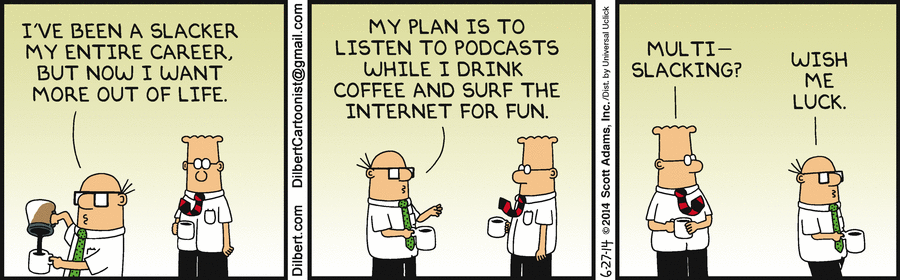 I'VE BEEN A SLACKER
MY ENTIRE CAREER,
BUT NOW I WANT
MORE OUT OF LIFE.
Dilbert.com DilbertCartoonist@gmail.com
MY PLAN IS TO
LISTEN TO PODCASTS
WHILE I DRINK
COFFEE AND SURF THE
INTERNET FOR FUN.
6-27-14 ©2014 Scott Adams, Inc./Dist. by Universal Uclick
MULTI-
SLACKING?
WISH
ME
LUCK.